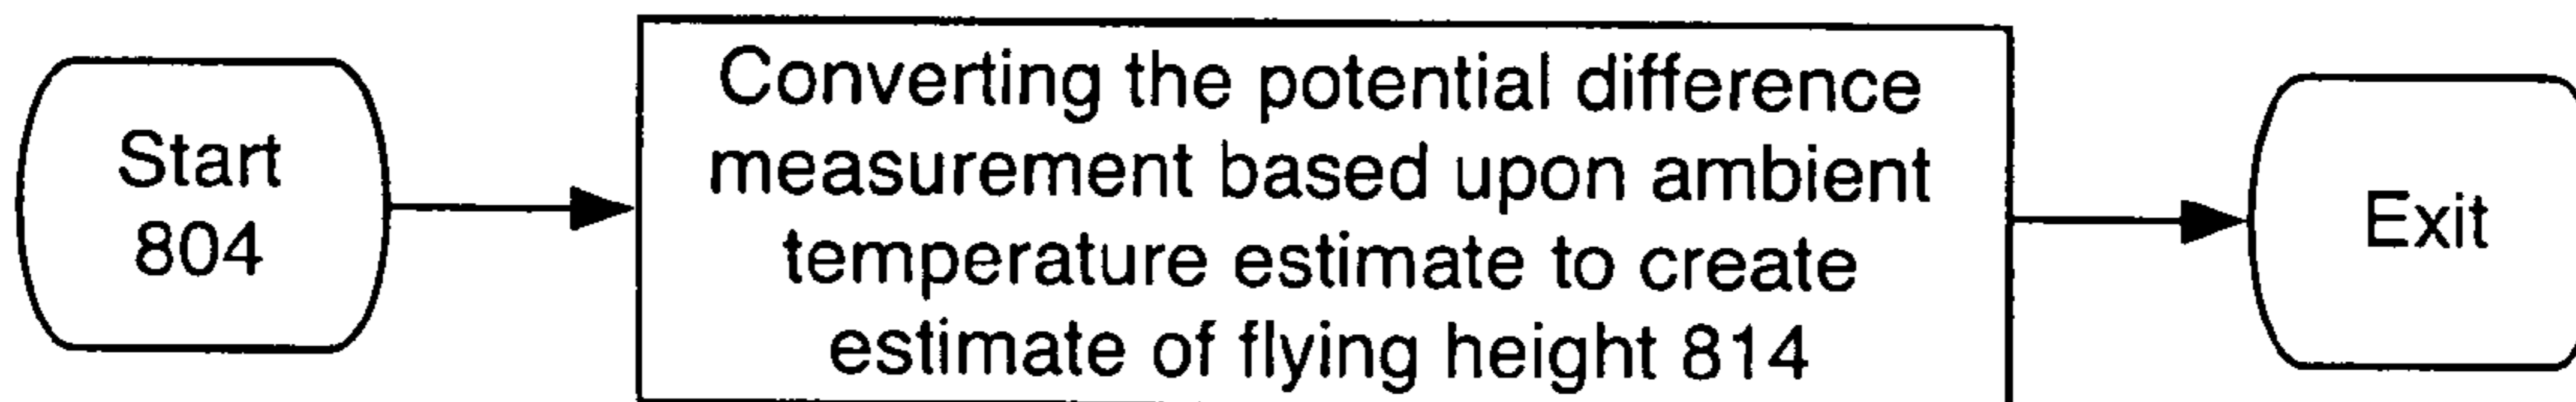 Start
804
Converting the potential difference
measurement based upon ambient
temperature estimate to create
estimate of flying height 814
Exit